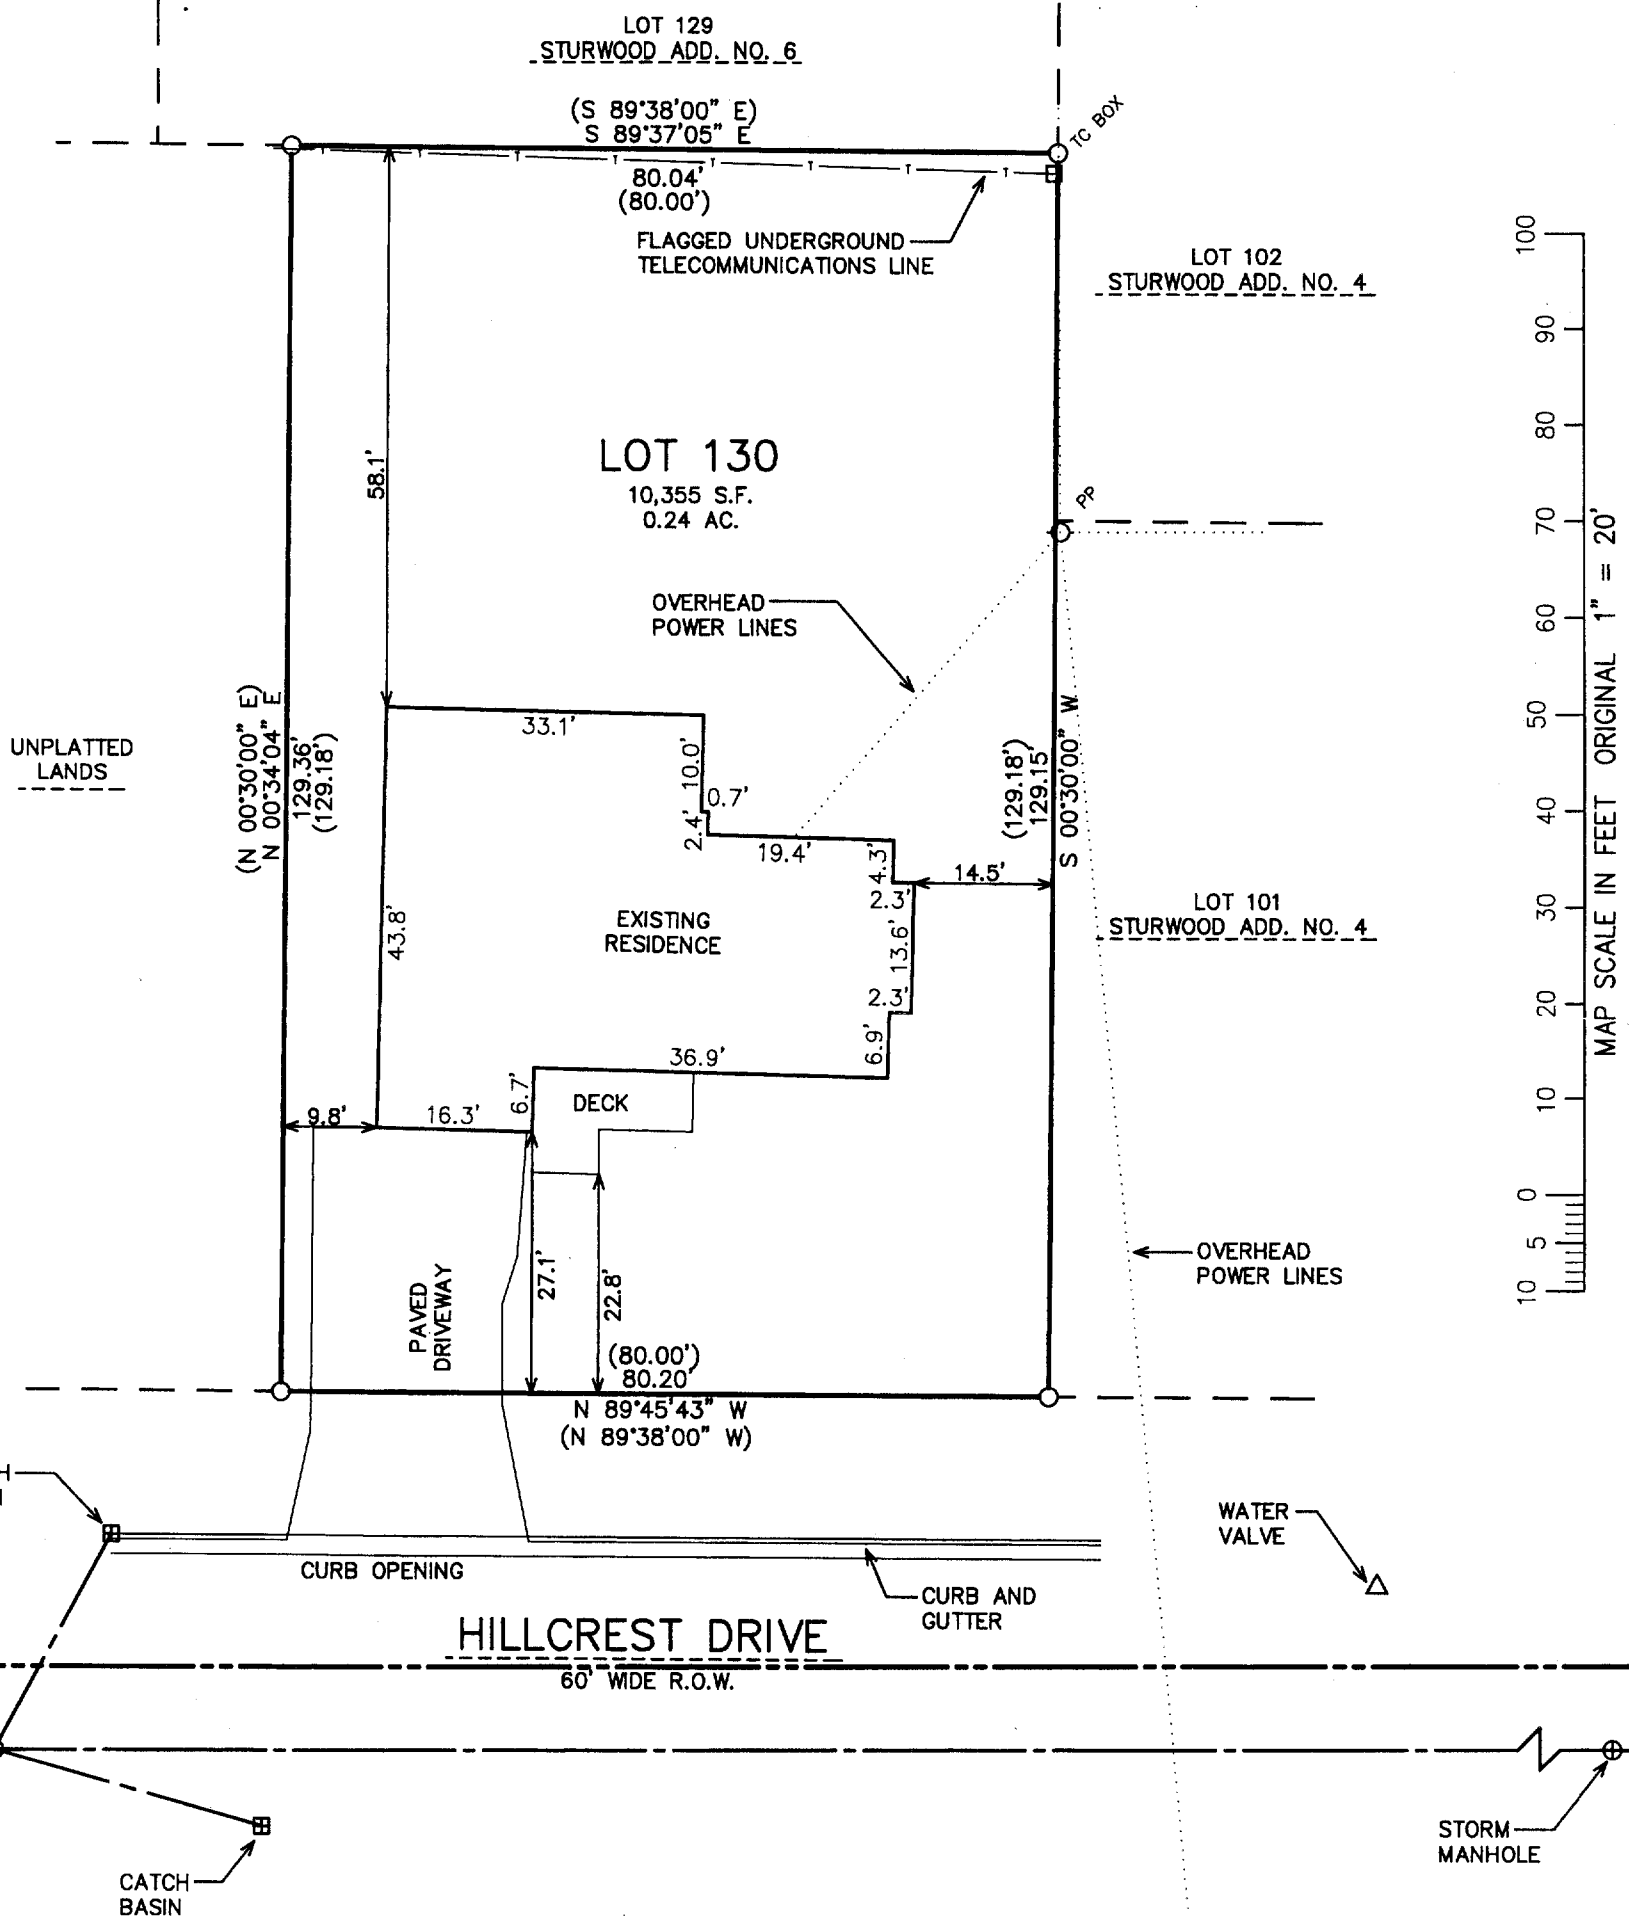 LOT 129
STURWOOD ADD. NO. 6
(S 89°38'00" E)
S 89°37'05" E
TC BOX
T T T T T T T T
80.04'
(80.00')
FLAGGED UNDERGROUND
TELECOMMUNICATIONS LINE
LOT 102
STURWOOD ADD. NO. 4
58.1'
LOT 130
10,355 S.F.
0.24 AC.
PP
OVERHEAD
POWER LINES
UNPLATTED
LANDS
(N 00°30'00" E)
N 00°34'04" E
129.36'
(129.18')
33.1'
10.0'
0.7'
2.4'
19.4'
4.3'
2.3'
14.5'
(129.18')
129.15'
S 00°30'00" W
LOT 101
STURWOOD ADD. NO. 4
EXISTING
RESIDENCE
43.8'
13.6'
2.3'
6.9'
36.9'
6.7'
DECK
9.8'
16.3'
27.1'
22.8'
PAVED
DRIVEWAY
(80.00')
80.20'
N 89°45'43" W
(N 89°38'00" W)
OVERHEAD
POWER LINES
100
90
80
70
60
50
40
30
20
10
0
5
10
MAP SCALE IN FEET ORIGINAL 1" = 20'
H
WATER
VALVE
CURB OPENING
CURB AND
GUTTER
HILLCREST DRIVE
60' WIDE R.O.W.
CATCH
BASIN
STORM
MANHOLE